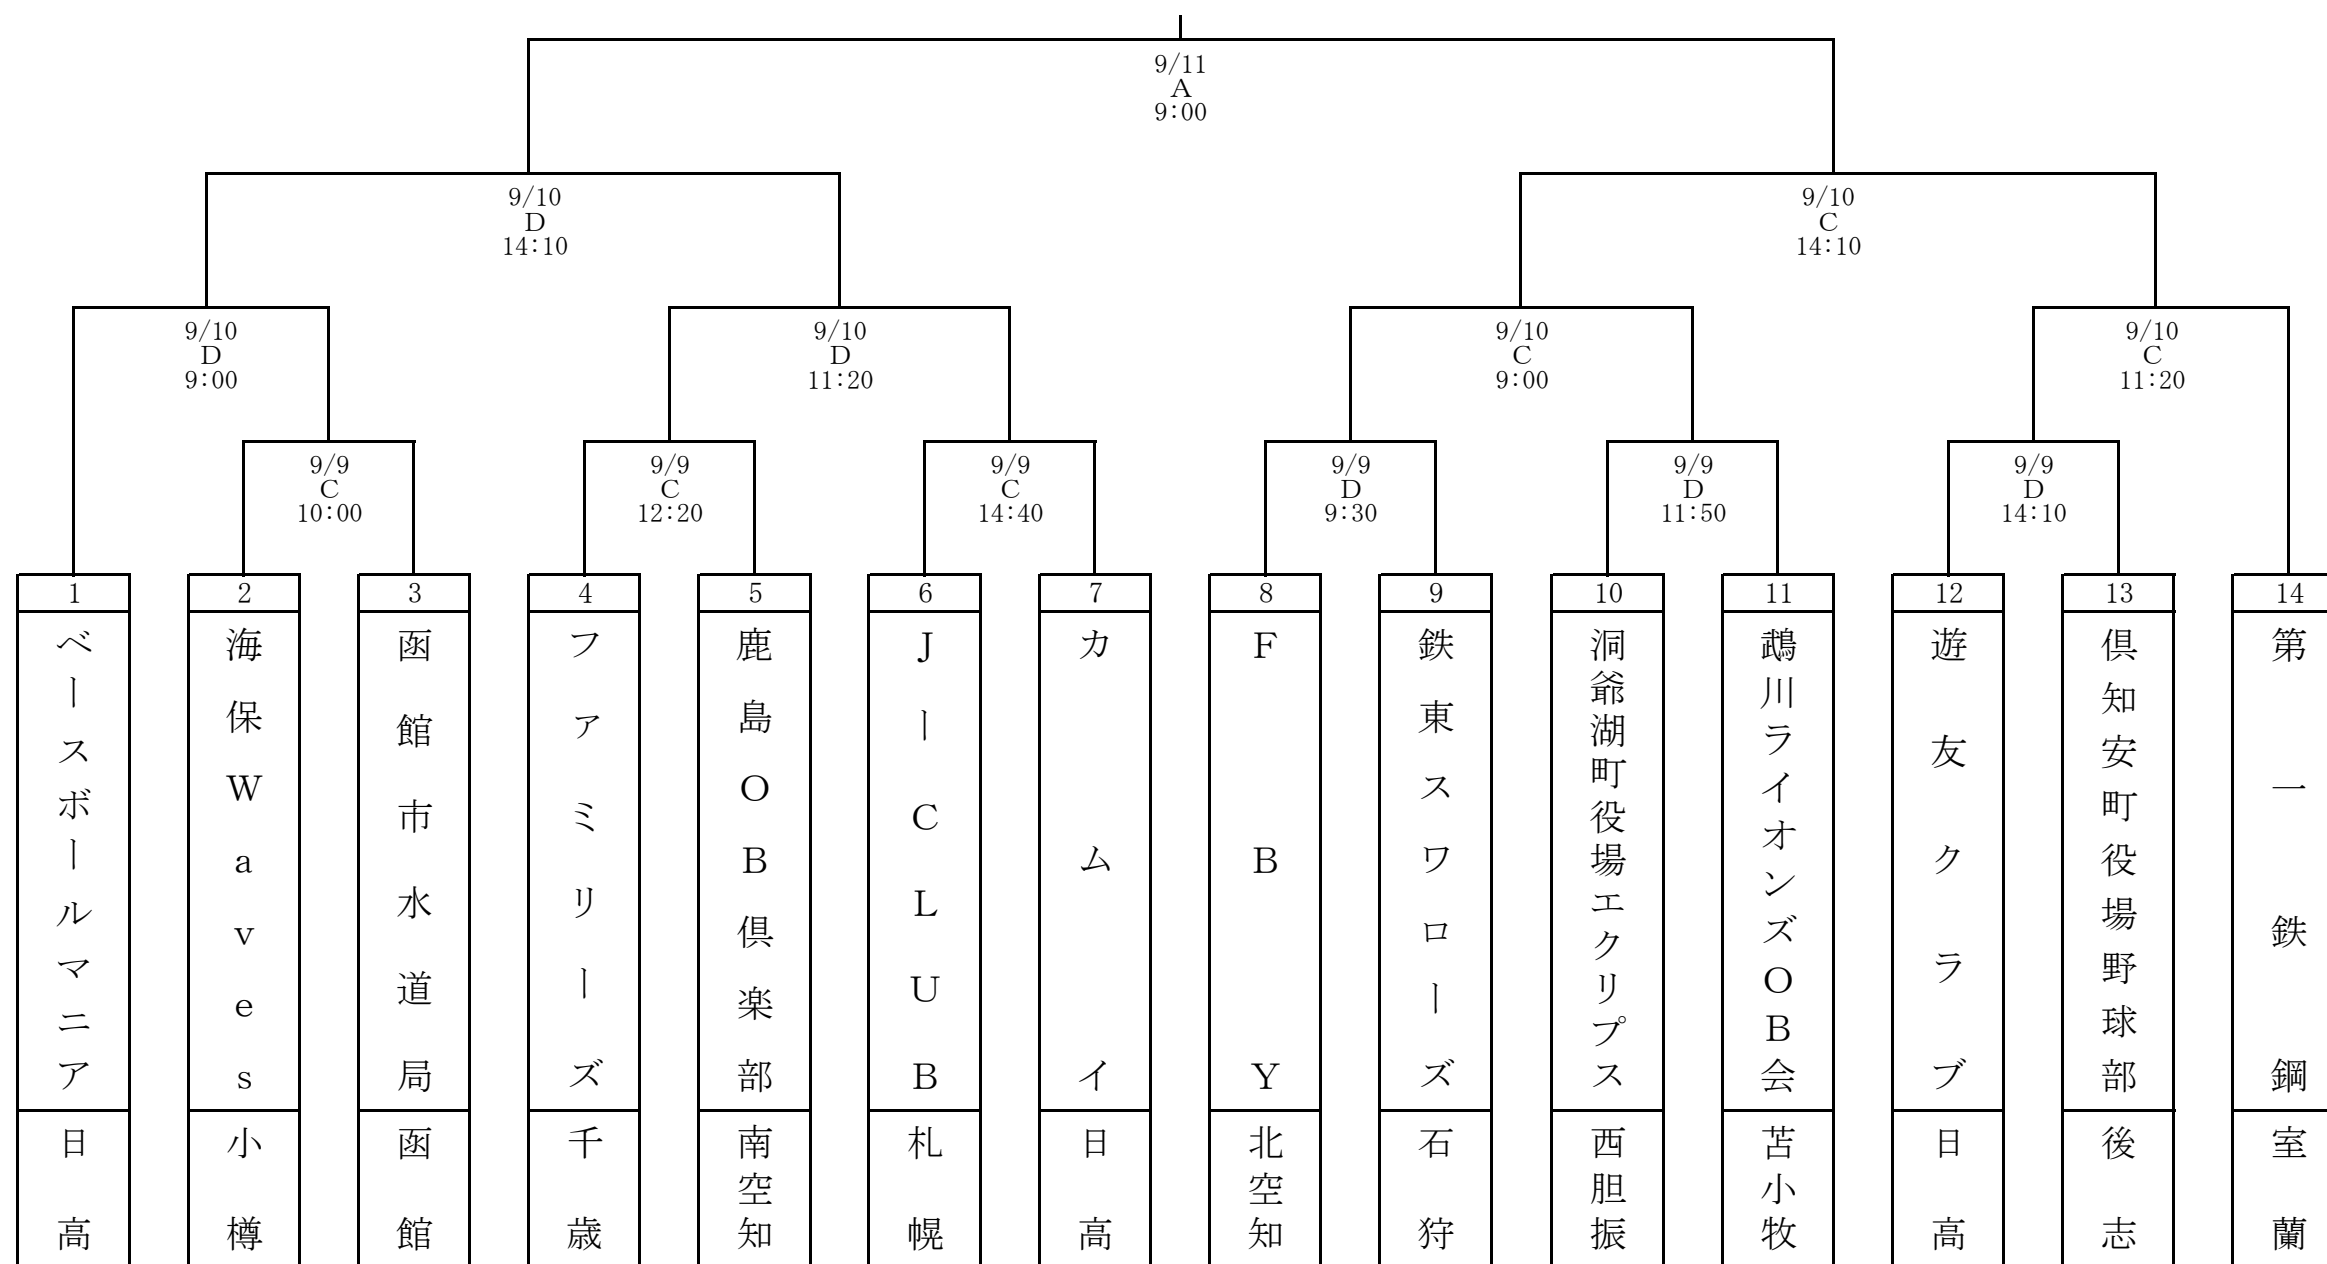 9/11
A
9:00
9/10
D
14:10
9/10
C
14:10
9/10
D
9:00
9/10
D
11:20
9/10
C
9:00
9/10
C
11:20
9/9
C
10:00
9/9
C
12:20
9/9
C
14:40
9/9
D
9:30
9/9
D
11:50
9/9
D
14:10
1
ベースボールマニア
日高
2
海保Waves
小樽
3
函館市水道局
函館
4
ファミリーズ
千歳
5
鹿島OB倶楽部
南空知
6
JーCLUB
札幌
7
カムイ
日高
8
FBY
北空知
9
鉄東スワローズ
石狩
10
洞爺湖町役場エクリプス
西胆振
11
鵡川ライオンズOB会
苫小牧
12
遊友クラブ
日高
13
倶知安町役場野球部
後志
14
第一鉄鋼
室蘭